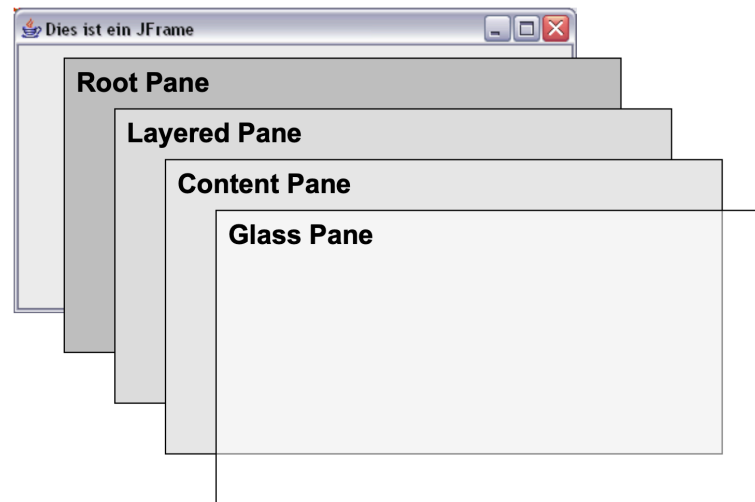 Dies ist ein JFrame
Root Pane
Layered Pane
Content Pane
Glass Pane